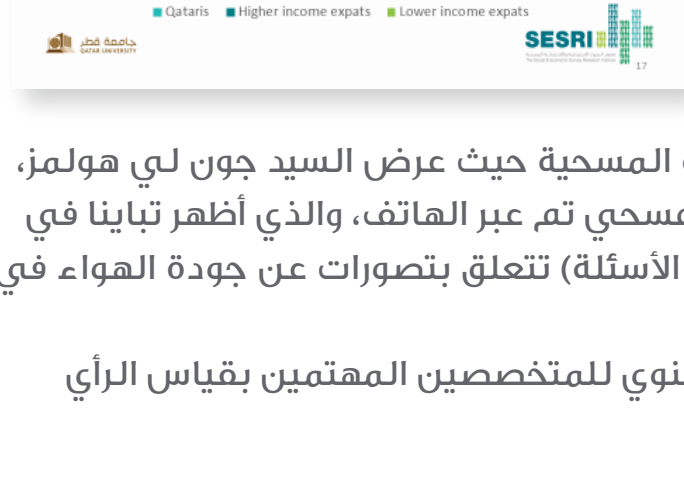 Qataris Higher income expats Lower income expats
جامعة قطر
QATAR UNIVERSITY
SESRI
17
المسحية حيث عرض السيد جون لي هولمز،
مسحي تم عبر الهاتف، والذي أظهر تباينا في
الأسئلة) تتعلق بتصورات عن جودة الهواء في
للمتخصصين المهتمين بقياس الرأي